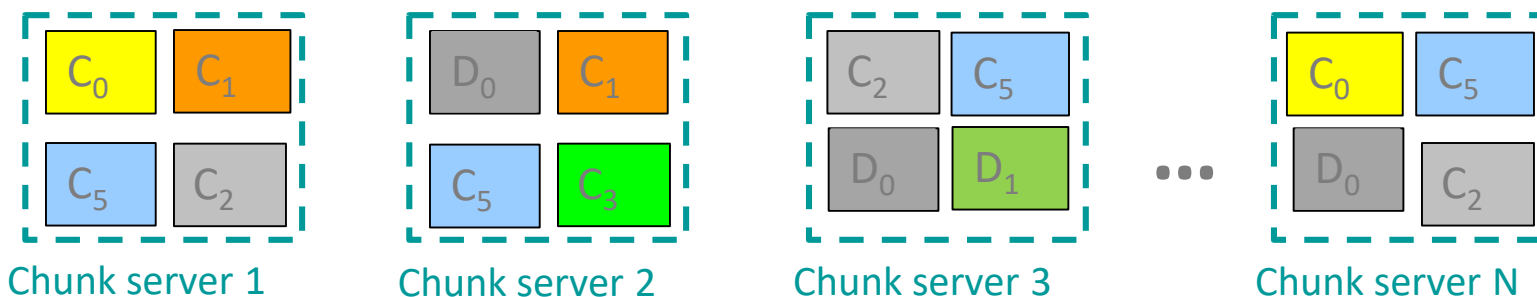 C₀ C₁ D₀ C₁ C₂ C₅ C₀ C₅
C₅ C₂ C₅ C₃ D₀ D₁ ... D₀ C₂
Chunk server 1 Chunk server 2 Chunk server 3 Chunk server N